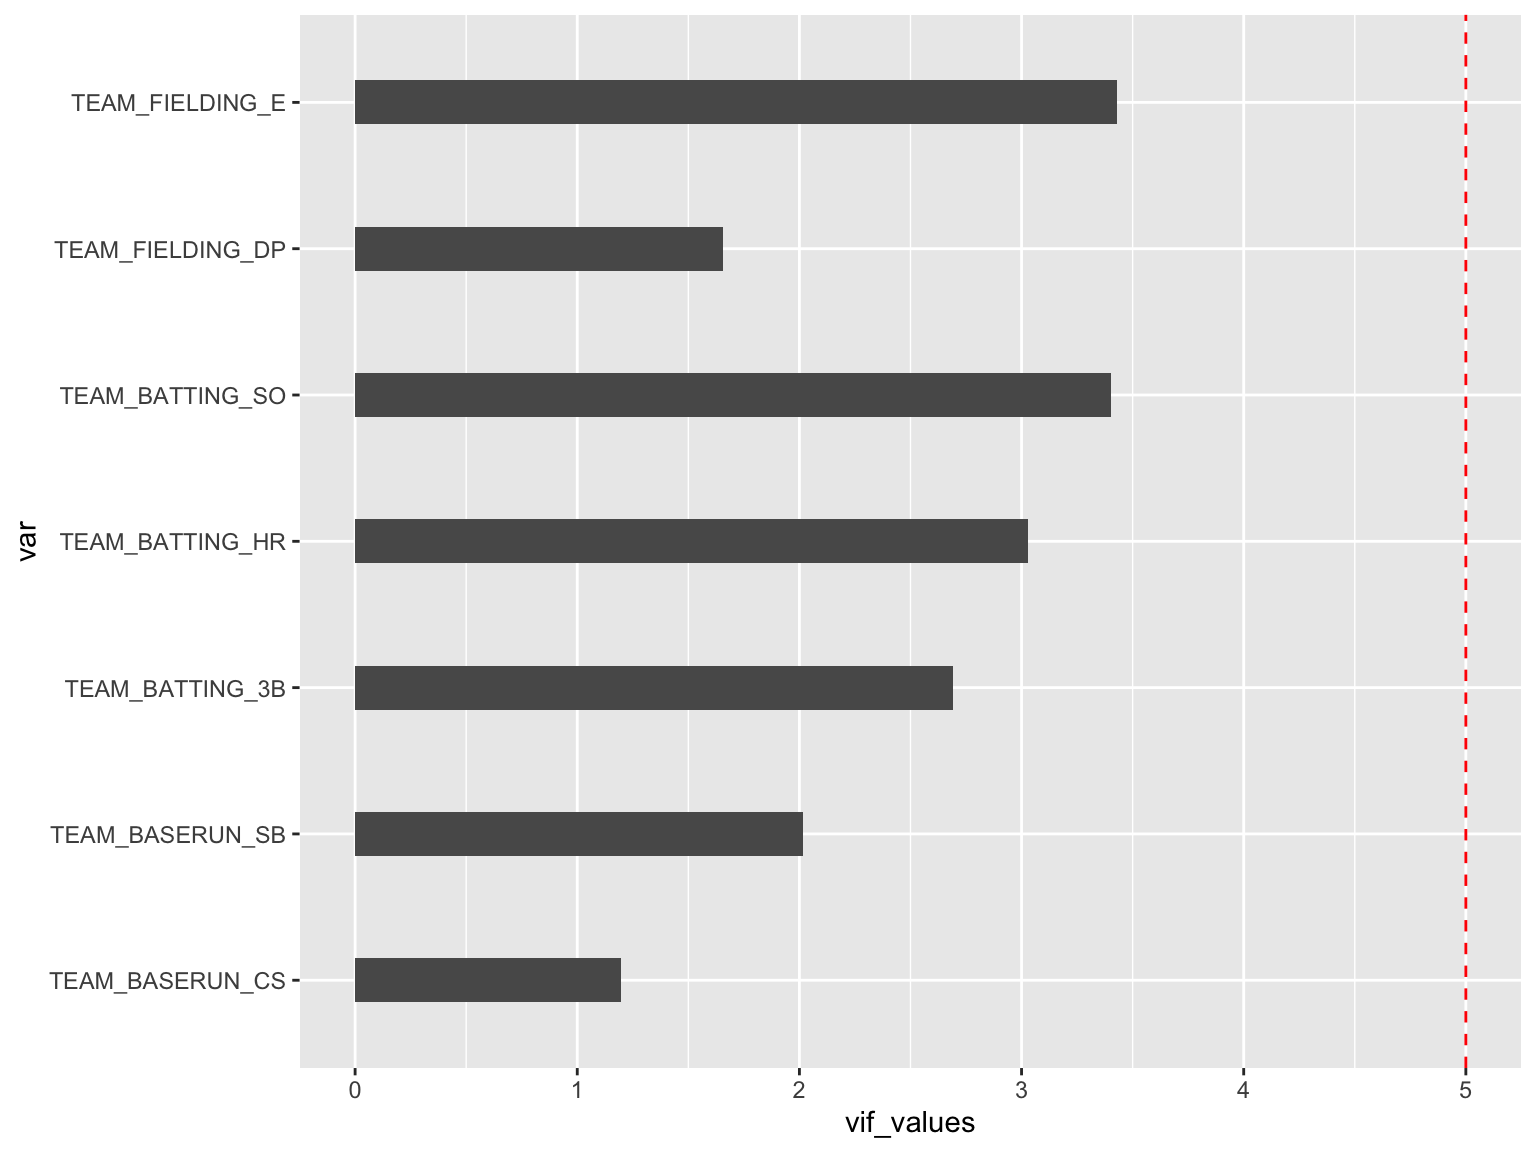 TEAM_FIELDING_E
TEAM_FIELDING_DP
TEAM_BATTING_SO
TEAM_BATTING_HR
TEAM_BATTING_3B
TEAM_BASERUN_SB
TEAM_BASERUN_CS
var
0 1 2 3 4 5
vif_values